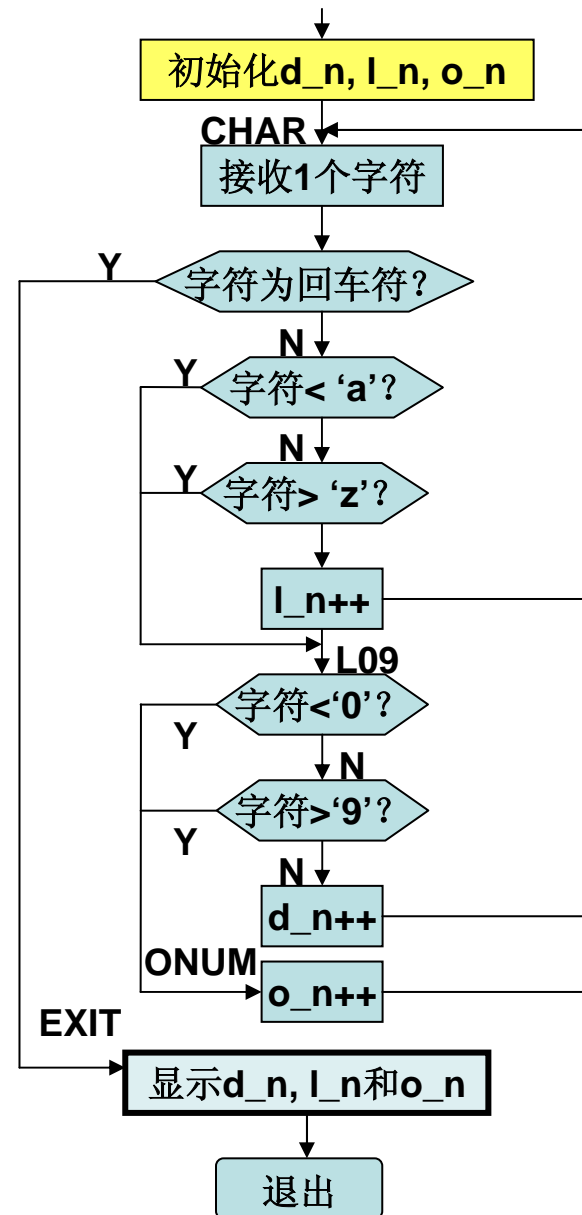 初始化d_n, l_n, o_n
CHAR
接收1个字符
Y
字符为回车符?
N
Y
字符< ‘a’?
N
Y
字符> ‘z’?
l_n++
L09
字符<‘0’?
Y
N
字符>‘9’?
Y
N
d_n++
ONUM
o_n++
EXIT
显示d_n, l_n和o_n
退出